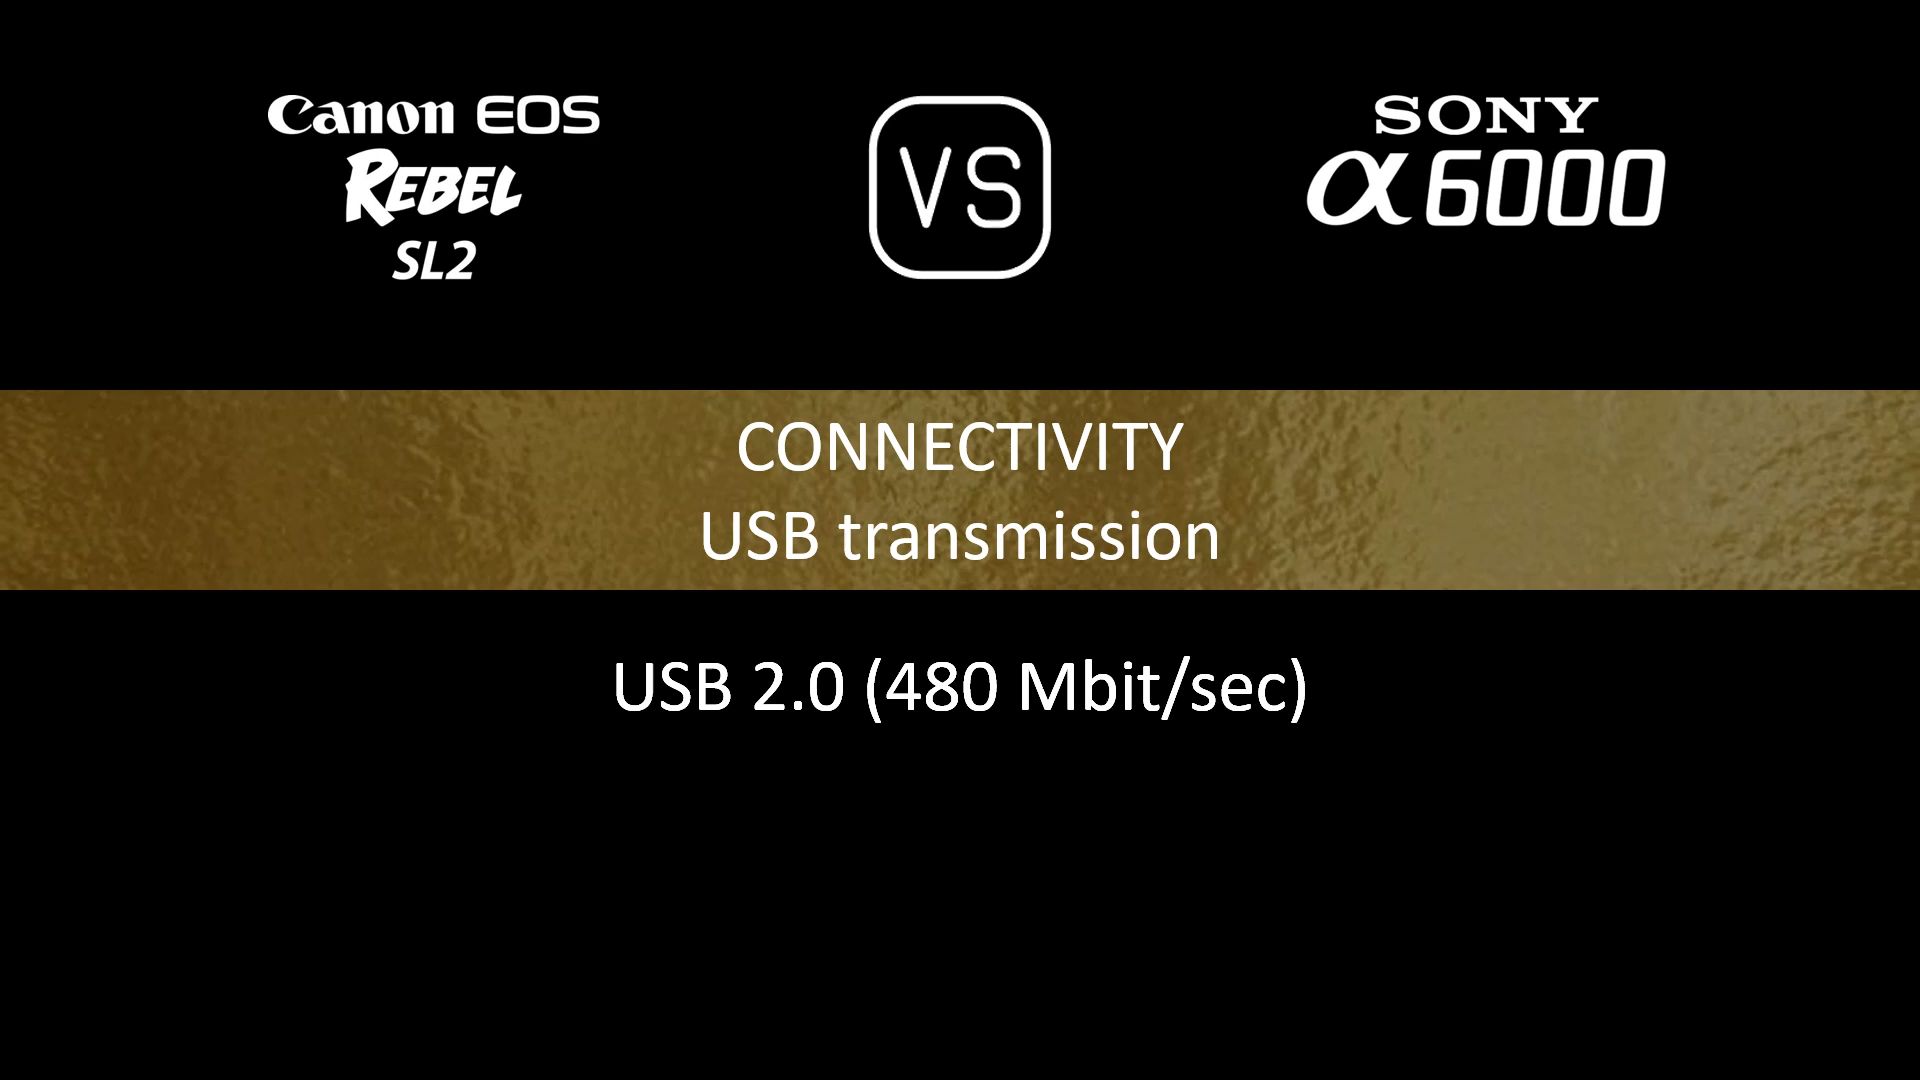 Canon EOS
REBEL
SL2
VS
SONY
α6000
CONNECTIVITY
USB transmission
USB 2.0 (480 Mbit/sec)